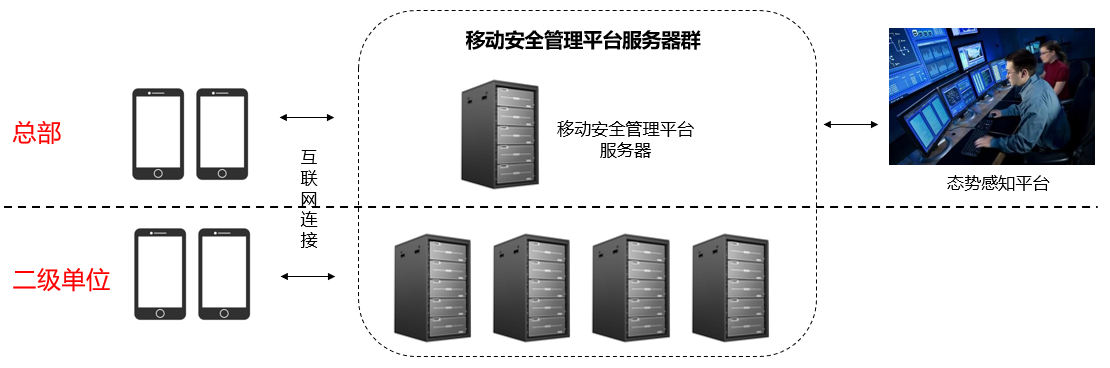 移动安全管理平台服务器群
总部
移动安全管理平台
服务器
态势感知平台
互
联
网
连
接
二级单位